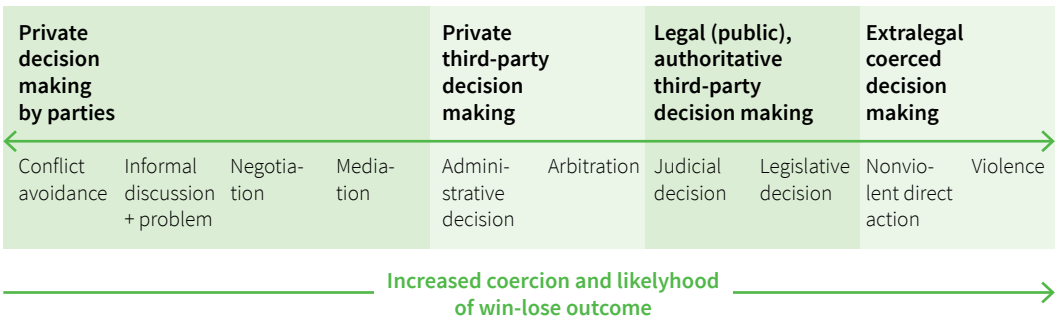 Private
decision
making
by parties
Private
third-party
decision
making
Legal (public),
authoritative
third-party
decision making
Extralegal
coerced
decision
making
Conflict
avoidance
Informal
discussion
+ problem
Negotia-
tion
Media-
tion
Admini-
strative
decision
Arbitration
Judicial
decision
Legislative
decision
Nonvio-
lent direct
action
Violence
Increased coercion and likelyhood
of win-lose outcome